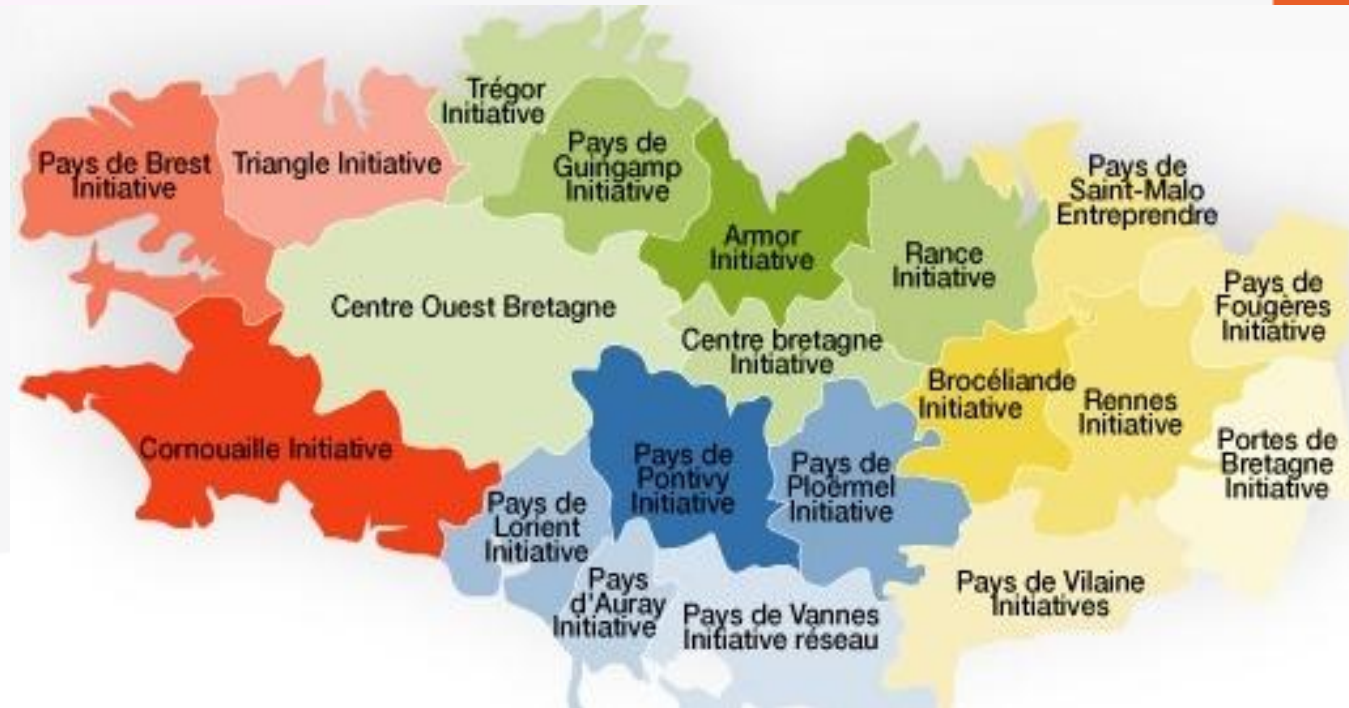 Trégor
Initiative
Pays de Brest
Initiative
Triangle Initiative
Pays de
Guingamp
Initiative
Pays de
Saint-Malo
Entreprendre
Armor
Initiative
Rance
Initiative
Pays de
Fougères
Initiative
Centre Ouest Bretagne
Centre bretagne
Initiative
Brocéliande
Initiative
Rennes
Initiative
Cornouaille Initiative
Pays de
Pontivy
Initiative
Pays de
Ploërmel
Initiative
Portes de
Bretagne
Initiative
Pays de
Lorient
Initiative
Pays
d'Auray
Initiative
Pays de Vannes
Initiative réseau
Pays de Vilaine
Initiatives